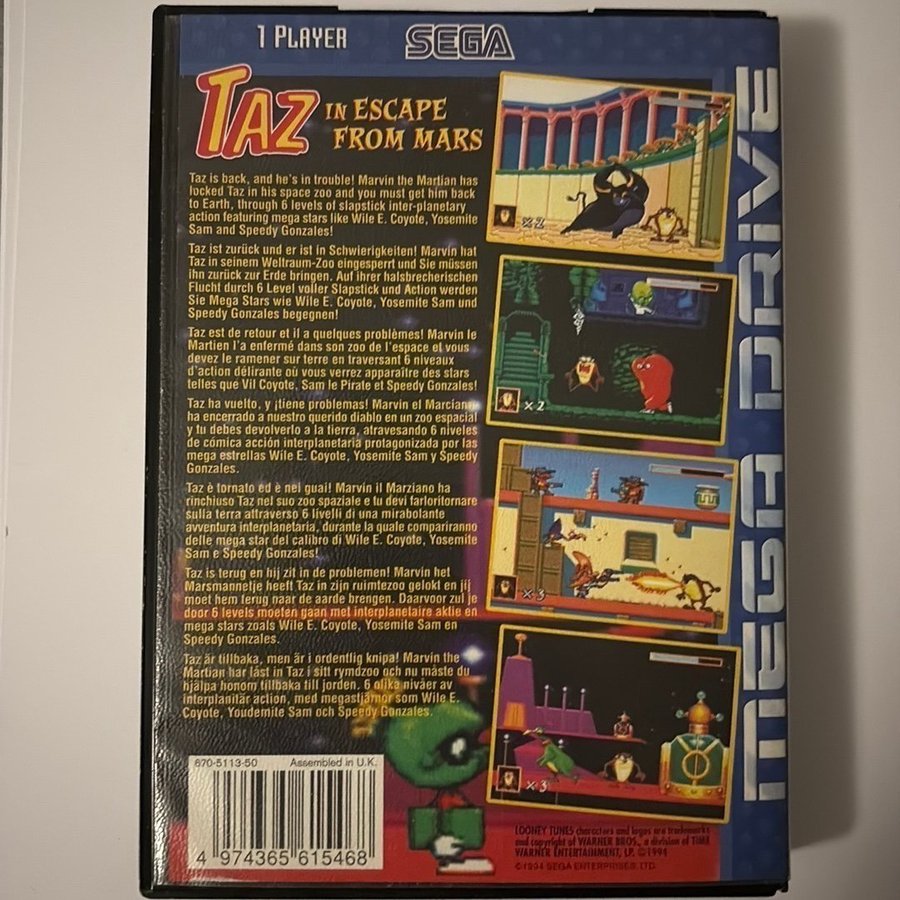 1 PLAYER
SEGA
TAZ IN ESCAPE
FROM MARS
Taz is back, and he's in trouble! Marvin the Martian has
locked Taz in his space zoo and you must get him back
to Earth, through 6 levels of slapstick inter-planetary
action featuring mega stars like Wile E. Coyote, Yosemite
Sam and Speedy Gonzales!
Taz ist zurück und er ist in Schwierigkeiten! Marvin hat
Taz in seinem Weltraum-Zoo eingesperrt und Sie müssen
ihn zurück zur Erde bringen. Auf ihrer halsbrecherischen
Flucht durch 6 Level voller Slapstick und Action werden
Sie Mega Stars wie Wile E. Coyote, Yosemite Sam und
Speedy Gonzales begegnen!
Taz est de retour et il a quelques problèmes! Marvin le
Martien l'a enfermé dans son zoo de l'espace et vous
devez le ramener sur terre en traversant 6 niveaux
d'action délirante où vous verrez apparaître des stars
telles que Vil Coyote, Sam le Pirate et Speedy Gonzales!
Taz ha vuelto, y ¡tiene problemas! Marvin el Marciano
ha encerrado a nuestro querido diablo en un zoo espacial
y tu debes devolverlo a la tierra, atravesando 6 niveles
de cómica acción interplanetaria protagonizada por las
mega estrellas Wile E. Coyote, Yosemite Sam y Speedy
Gonzales.
Taz è tornato ed è nei guai! Marvin il Marziano ha
rinchiuso Taz nel suo zoo spaziale e tu devi farloritornare
sulla terra attraverso 6 livelli di una mirabolante
avventura interplanetaria, durante la quale compariranno
delle mega star del calibro di Wile E. Coyote, Yosemite
Sam e Speedy Gonzales!
Taz is terug en hij zit in de problemen! Marvin het
Marsmannetje heeft Taz in zijn ruimtezoo gelokt en jij
moet hem terug naar de aarde brengen. Daarvoor zul je
door 6 levels moeten gaan met interplanetaire aktie en
mega stars zoals Wile E. Coyote, Yosemite Sam en
Speedy Gonzales.
Taz är tillbaka, men är i ordentlig knipa! Marvin the
Martian har låst in Taz i sitt rymdzoo och nu måste du
hjälpa honom tillbaka till jorden. 6 olika nivåer av
interplanitär action, med megastjärnor som Wile E.
Coyote, Youdemite Sam och Speedy Gonzales.
x2
x2
x3
x3
MEGA DRIVE
670-5113-50 Assembled in U.K.
4 974365 615468
LOONEY TUNES characters and logos are trademarks
and copyright of WARNER BROS., a division of TIME
WARNER ENTERTAINMENT, LP. ©1994
©1994 SEGA ENTERPRISES, LTD.